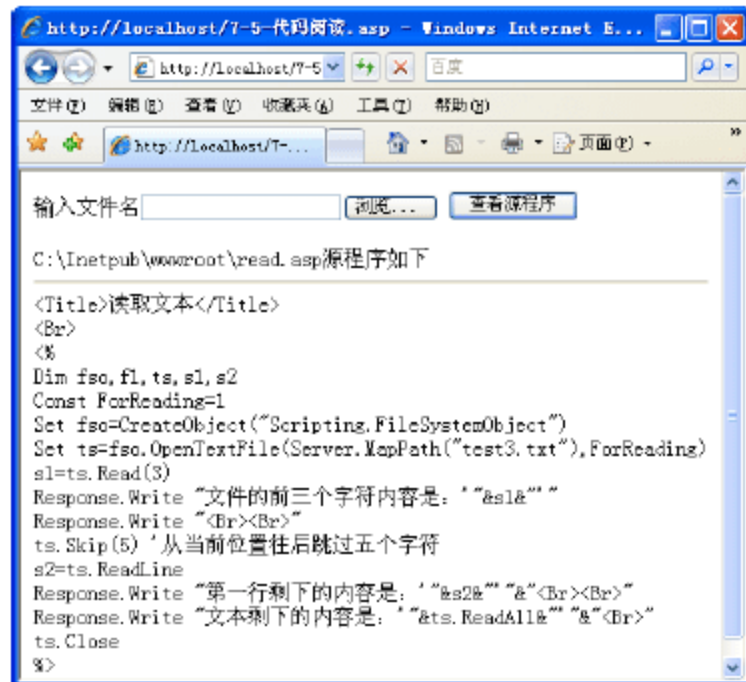 http://localhost/7-5-代码阅读.asp - Windows Internet E...
http://localhost/7-5
百度
文件(F) 编辑(E) 查看(V) 收藏夹(A) 工具(T) 帮助(H)
http://localhost/7-... 页面(P)
输入文件名 浏览... 查看源程序
C:\Inetpub\wwwroot\read.asp源程序如下
<Title>读取文本</Title>
<Br>
<%
Dim fso,f1,ts,s1,s2
Const ForReading=1
Set fso=CreateObject("Scripting.FileSystemObject")
Set ts=fso.OpenTextFile(Server.MapPath("test3.txt"),ForReading)
s1=ts.Read(3)
Response.Write "文件的前三个字符内容是：'"&s1&"'"
Response.Write "<Br><Br>"
ts.Skip(5) '从当前位置往后跳过五个字符
s2=ts.ReadLine
Response.Write "第一行剩下的内容是：'"&s2&"'"&"<Br><Br>"
Response.Write "文本剩下的内容是：'"&ts.ReadAll&"'"&"<Br>"
ts.Close
%>